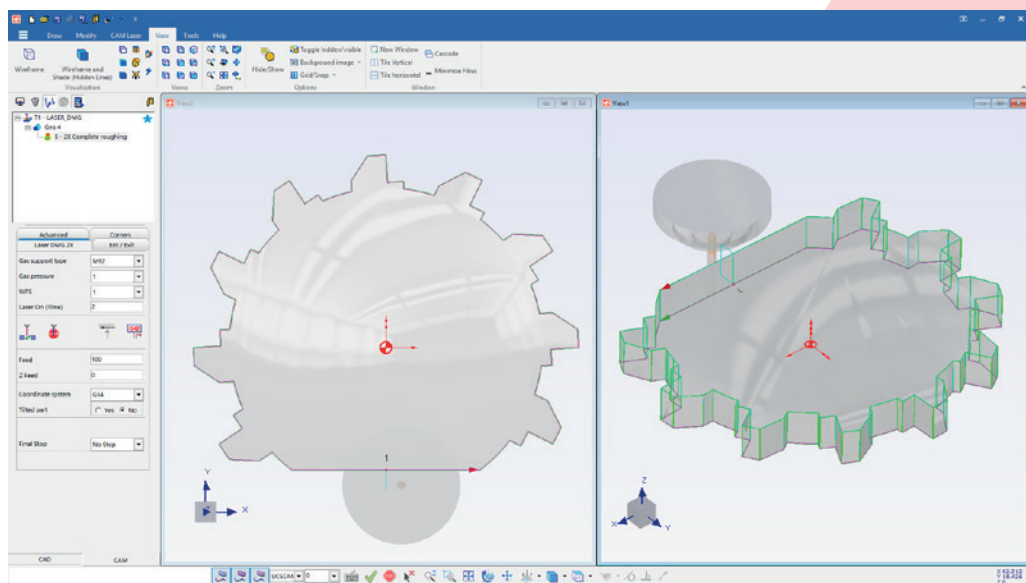 Draw Modify CAM Laser View Tools Help
Wireframe
Wireframe and
Shade (Hidden Lines)
Visualization
Views
Zoom
Hide/Show
Toggle hidden/visible
Background image
Grid/Snap
Options
New Window
Tile Vertical
Tile horizontal
Cascade
Minimize Filus
Window
T1 - LASER_DMG
Geo 4
5 - 2X Complete roughing
Advanced Corners
Laser DMG 2X Ent / Exit
Gas support type M92
Gas pressure 1
WPS 1
Laser On (Time) 2
Feed 100
Z Feed 0
Coordinate system G54
Tilted part Yes No
Final Stop No Stop
CAD CAM
View2
1
Y
X
View1
Z
X
Y
UCSCAM 0